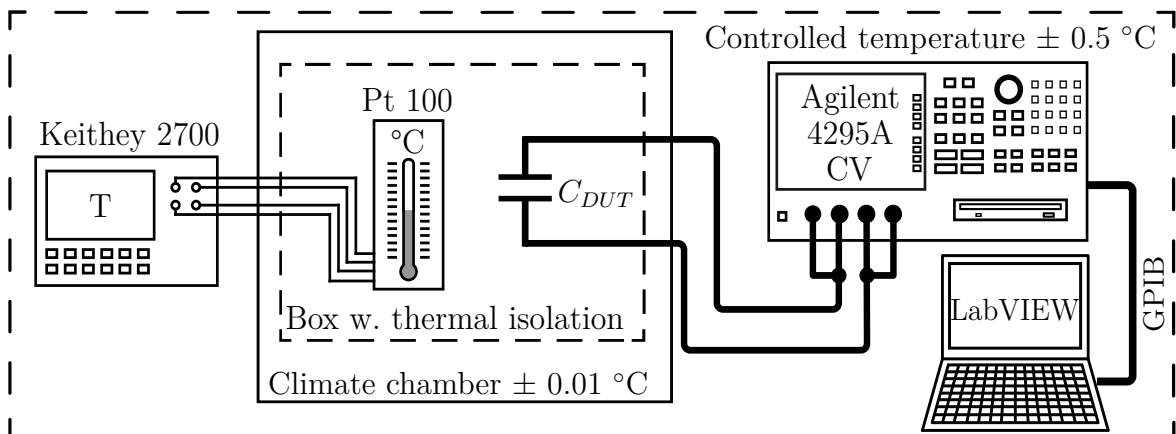 Controlled temperature ± 0.5 °C
Keithey 2700
T
Pt 100
°C
C_DUT
Box w. thermal isolation
Climate chamber ± 0.01 °C
Agilent
4295A
CV
LabVIEW
GPIB